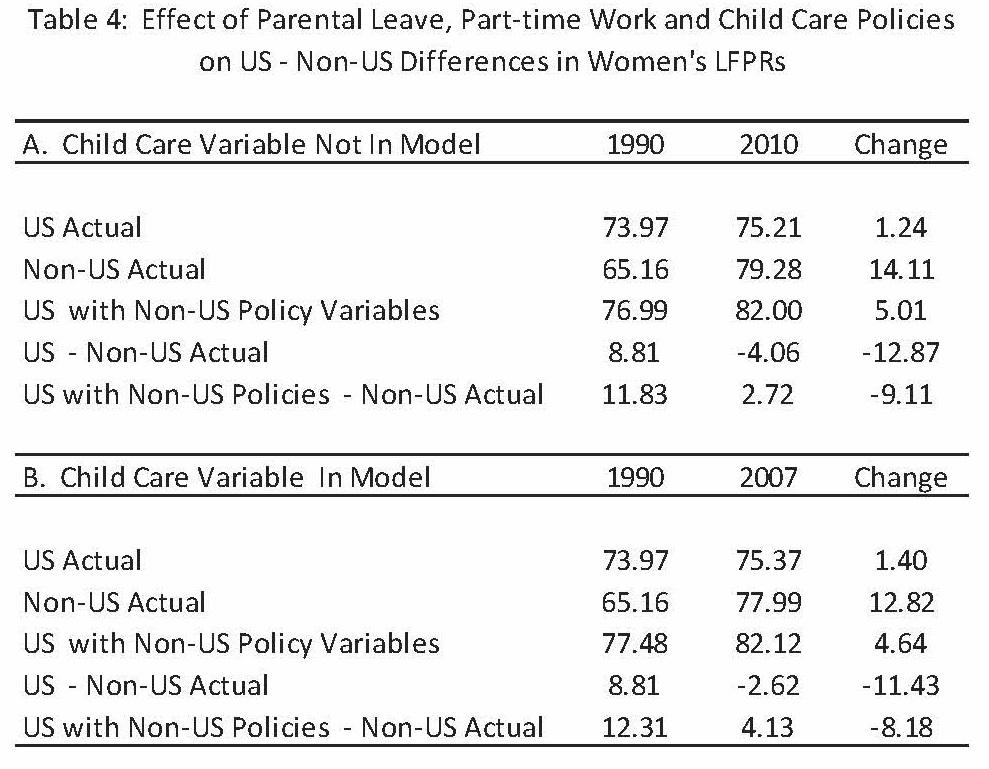 Table 4: Effect of Parental Leave, Part-time Work and Child Care Policies
on US - Non-US Differences in Women's LFPRs
A. Child Care Variable Not In Model 1990 2010 Change
US Actual 73.97 75.21 1.24
Non-US Actual 65.16 79.28 14.11
US with Non-US Policy Variables 76.99 82.00 5.01
US - Non-US Actual 8.81 -4.06 -12.87
US with Non-US Policies - Non-US Actual 11.83 2.72 -9.11
B. Child Care Variable In Model 1990 2007 Change
US Actual 73.97 75.37 1.40
Non-US Actual 65.16 77.99 12.82
US with Non-US Policy Variables 77.48 82.12 4.64
US - Non-US Actual 8.81 -2.62 -11.43
US with Non-US Policies - Non-US Actual 12.31 4.13 -8.18